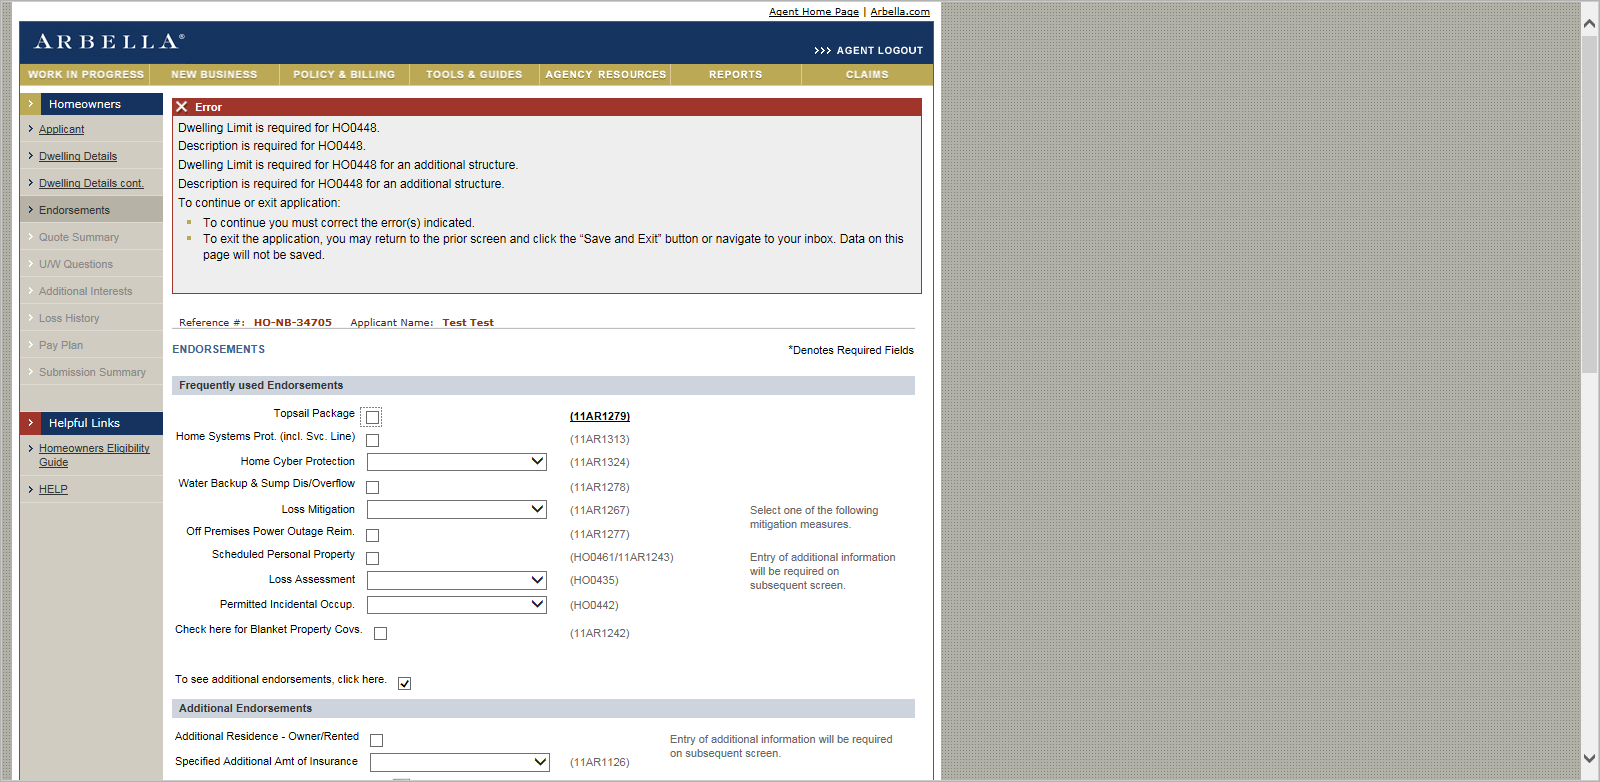 Agent Home Page | Arbella.com
ARBELLA®
>>> AGENT LOGOUT
WORK IN PROGRESS NEW BUSINESS POLICY & BILLING TOOLS & GUIDES AGENCY RESOURCES REPORTS CLAIMS
Homeowners
Applicant
Dwelling Details
Dwelling Details cont.
Endorsements
Quote Summary
U/W Questions
Additional Interests
Loss History
Pay Plan
Submission Summary
Helpful Links
Homeowners Eligibility
Guide
HELP
Error
Dwelling Limit is required for HO0448.
Description is required for HO0448.
Dwelling Limit is required for HO0448 for an additional structure.
Description is required for HO0448 for an additional structure.
To continue or exit application:
To continue you must correct the error(s) indicated.
To exit the application, you may return to the prior screen and click the “Save and Exit” button or navigate to your inbox. Data on this
page will not be saved.
Reference #: HO-NB-34705 Applicant Name: Test Test
ENDORSEMENTS
*Denotes Required Fields
Frequently used Endorsements
Topsail Package (11AR1279)
Home Systems Prot. (incl. Svc. Line) (11AR1313)
Home Cyber Protection (11AR1324)
Water Backup & Sump Dis/Overflow (11AR1278)
Loss Mitigation (11AR1267) Select one of the following
mitigation measures.
Off Premises Power Outage Reim. (11AR1277)
Scheduled Personal Property (HO0461/11AR1243) Entry of additional information
will be required on
subsequent screen.
Loss Assessment (HO0435)
Permitted Incidental Occup. (HO0442)
Check here for Blanket Property Covs. (11AR1242)
To see additional endorsements, click here.
Additional Endorsements
Additional Residence - Owner/Rented Entry of additional information will be required
on subsequent screen.
Specified Additional Amt of Insurance (11AR1126)